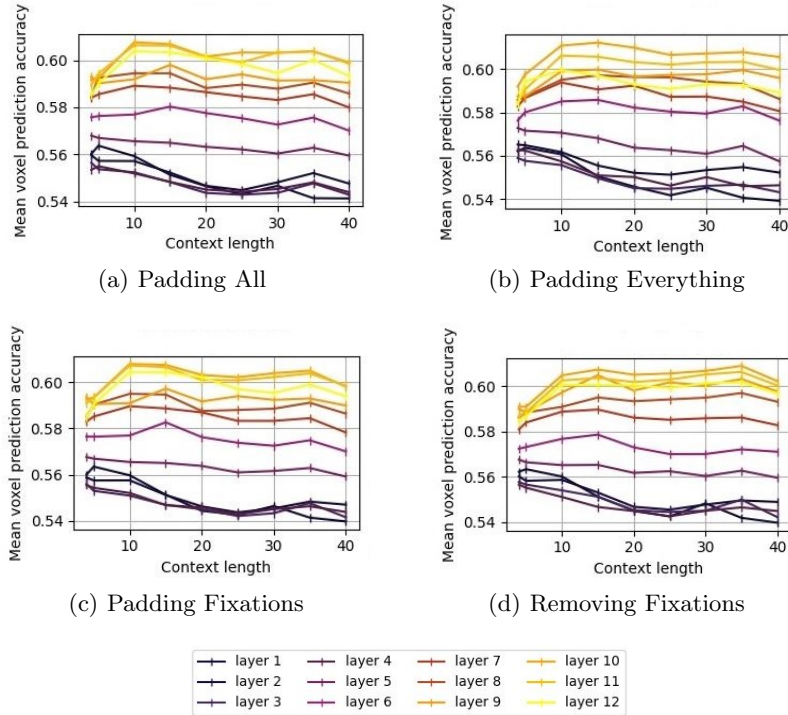 0.60
0.58
0.56
0.54
Mean voxel prediction accuracy
10 20 30 40
Context length
(a) Padding All
0.60
0.58
0.56
0.54
Mean voxel prediction accuracy
10 20 30 40
Context length
(b) Padding Everything
0.60
0.58
0.56
0.54
Mean voxel prediction accuracy
10 20 30 40
Context length
(c) Padding Fixations
0.60
0.58
0.56
0.54
Mean voxel prediction accuracy
10 20 30 40
Context length
(d) Removing Fixations
layer 1 layer 4 layer 7 layer 10
layer 2 layer 5 layer 8 layer 11
layer 3 layer 6 layer 9 layer 12